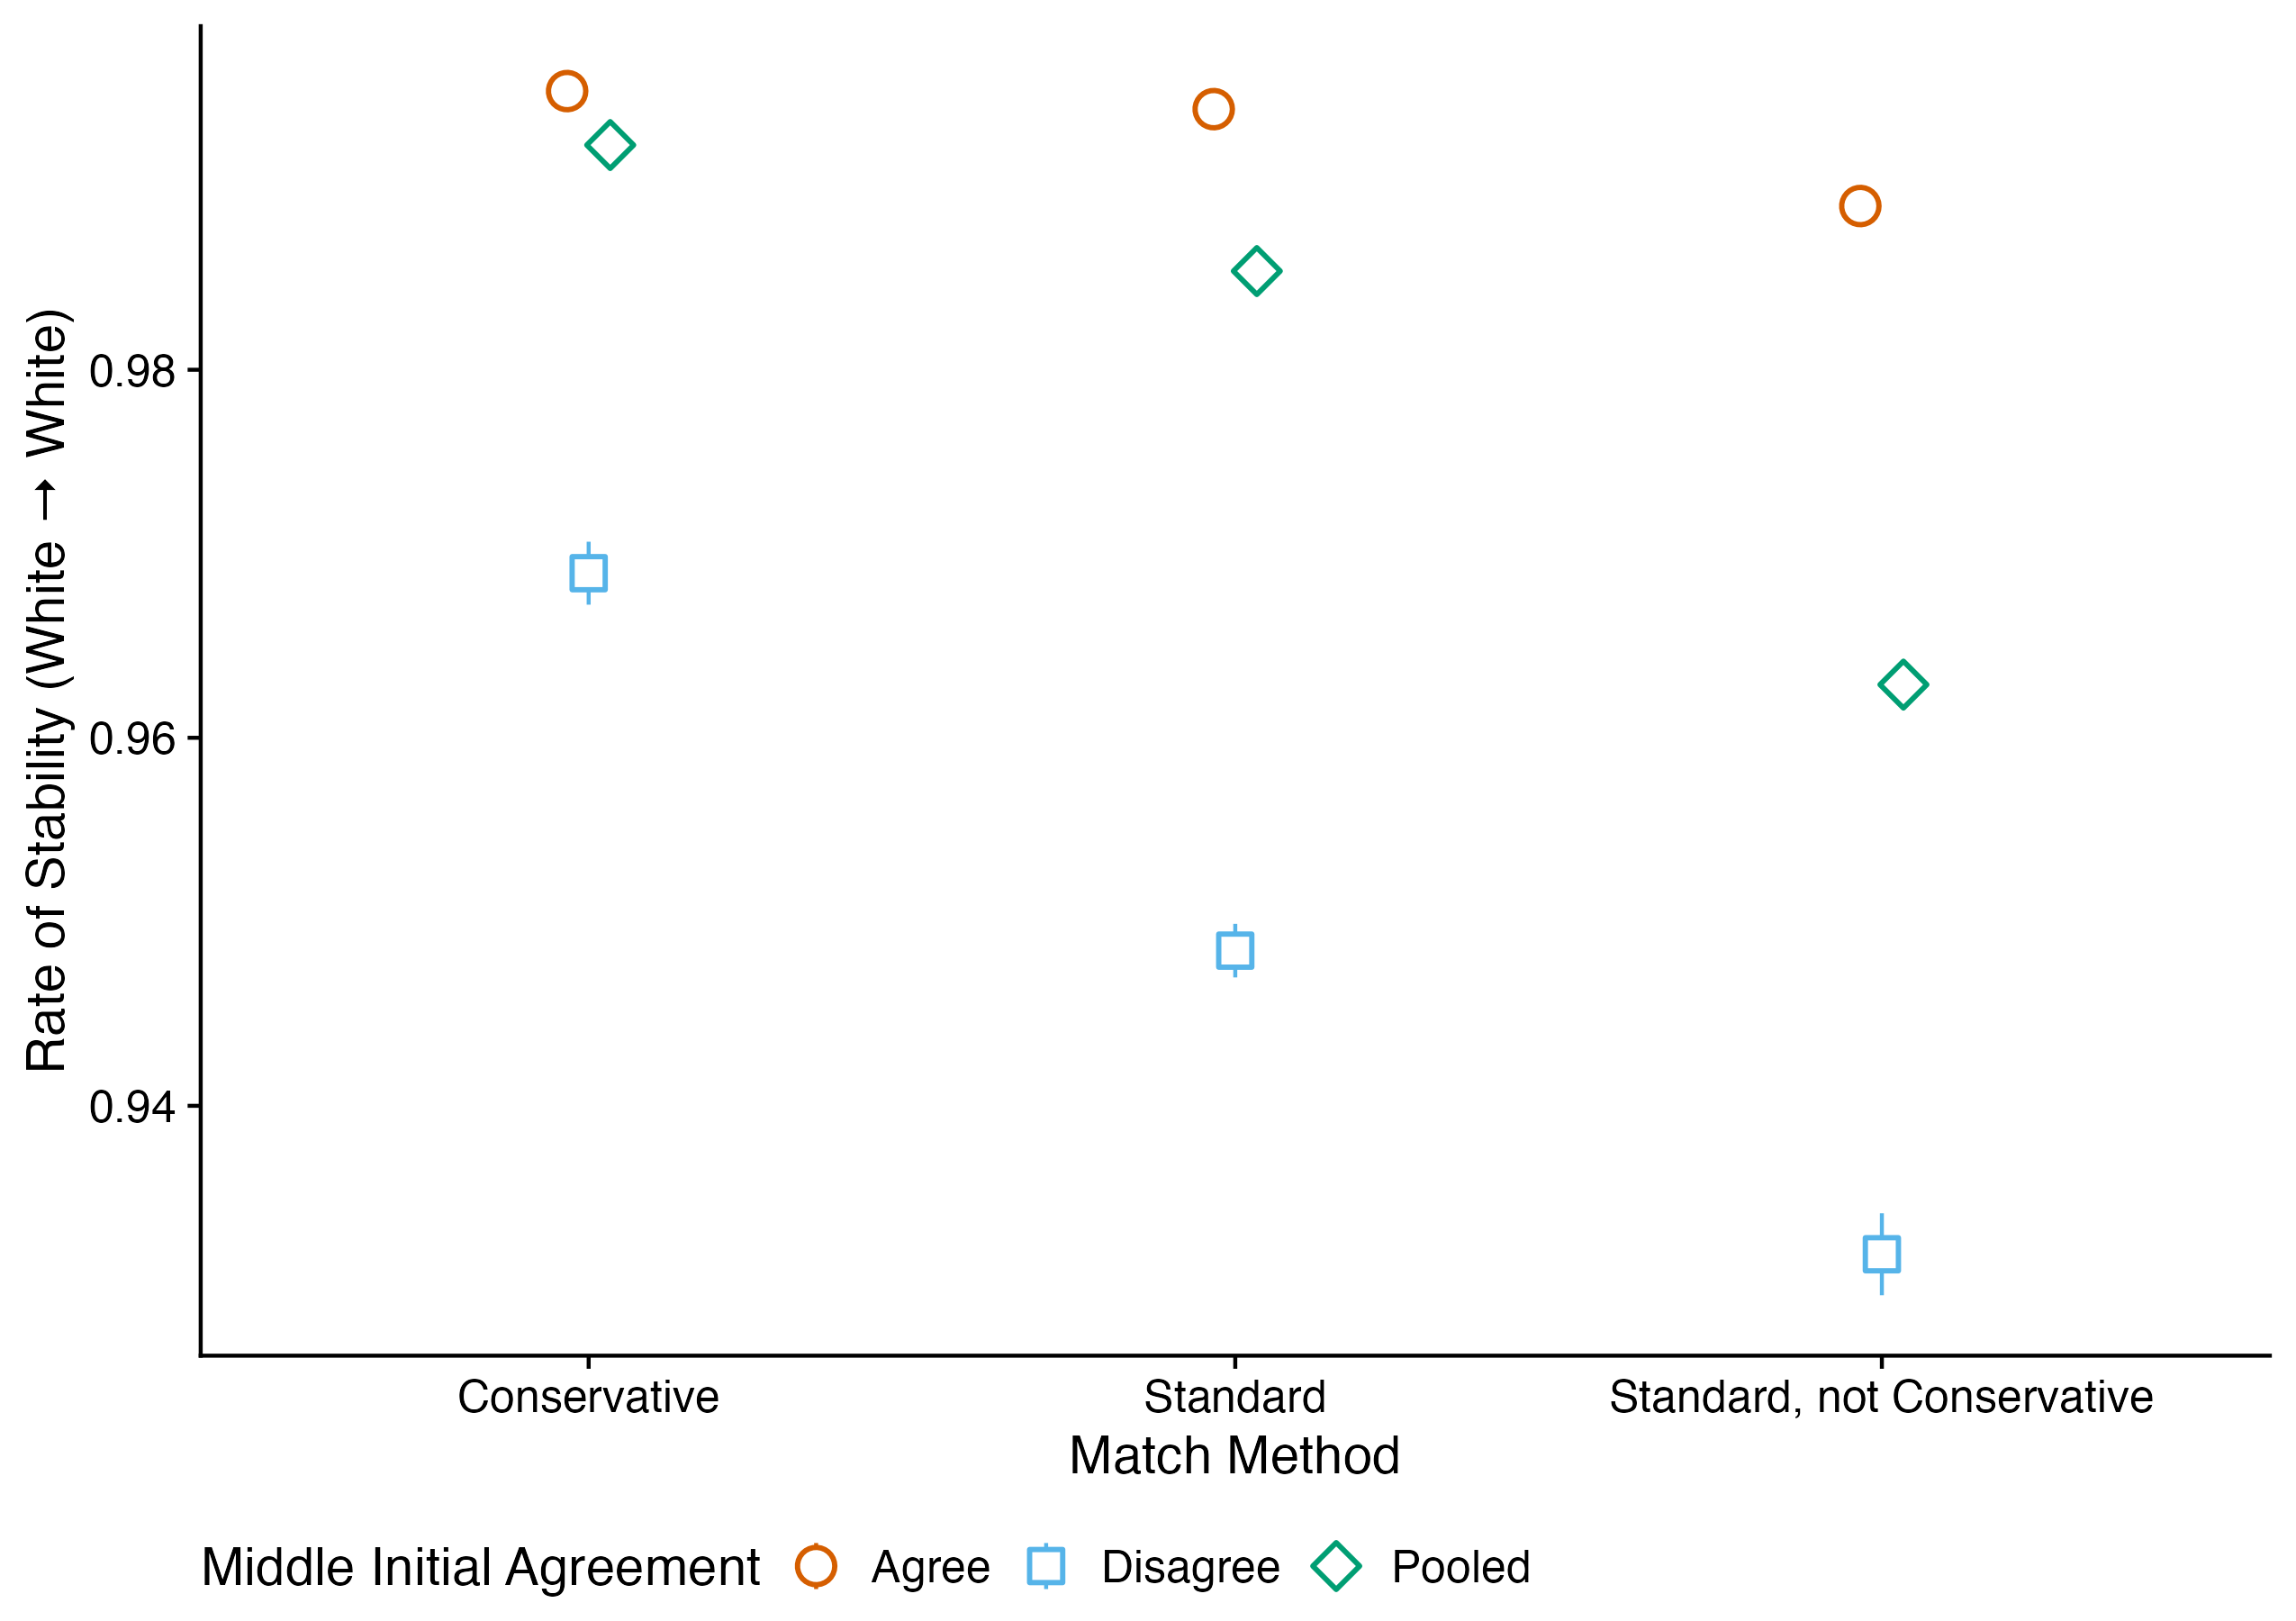 Rate of Stability (White → White)
0.98
0.96
0.94
Conservative Standard Standard, not Conservative
Match Method
Middle Initial Agreement Agree Disagree Pooled